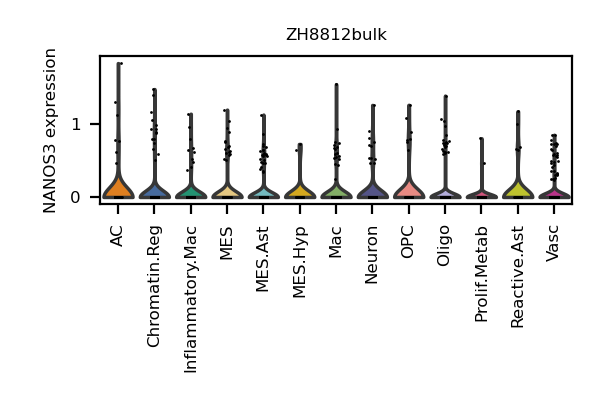 ZH8812bulk
NANOS3 expression
1
0
AC
Chromatin.Reg
Inflammatory.Mac
MES
MES.Ast
MES.Hyp
Mac
Neuron
OPC
Oligo
Prolif.Metab
Reactive.Ast
Vasc